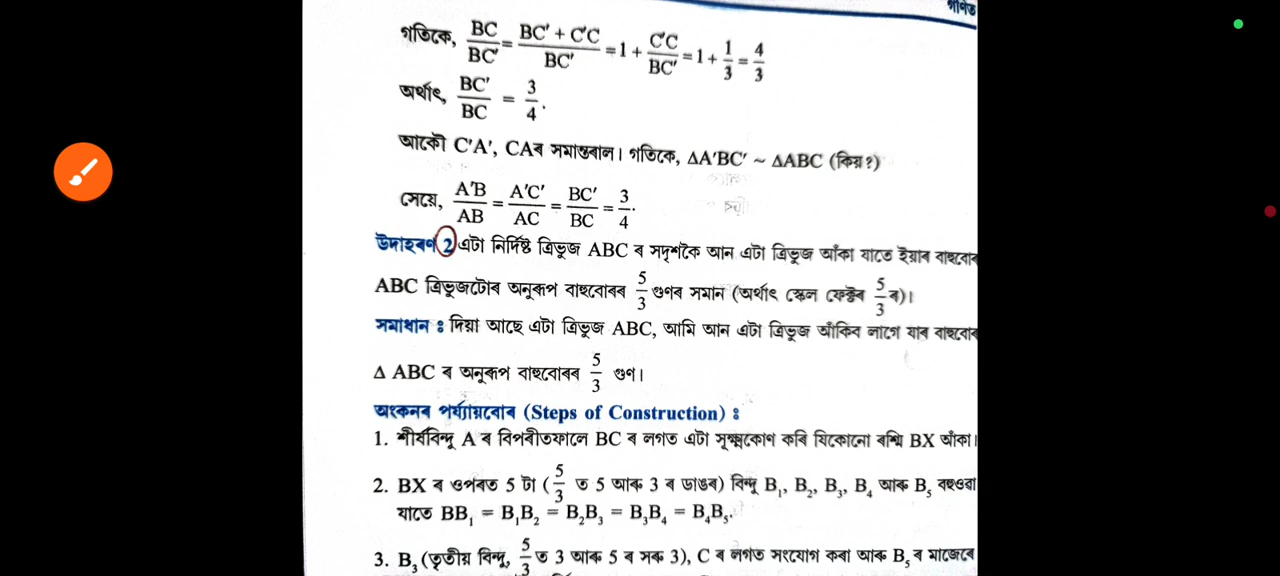 গণিত
গতিকে, BC/BC′ = (BC′ + C′C)/BC′ = 1 + C′C/BC′ = 1 + 1/3 = 4/3
অৰ্থাৎ, BC′/BC = 3/4.
আকৌ C′A′, CAৰ সমান্তৰাল। গতিকে, ΔA′BC′ ~ ΔABC (কিয়?)
সেয়ে, A′B/AB = A′C′/AC = BC′/BC = 3/4.
উদাহৰণ 2 এটা নিৰ্দিষ্ট ত্ৰিভুজ ABC ৰ সদৃশকৈ আন এটা ত্ৰিভুজ আঁকা যাতে ইয়াৰ বাহুবোৰ
ABC ত্ৰিভুজটোৰ অনুৰূপ বাহুবোৰৰ 5/3 গুণৰ সমান (অৰ্থাৎ স্কেল ফেক্টৰ 5/3 ৰ)।
সমাধান : দিয়া আছে এটা ত্ৰিভুজ ABC, আমি আন এটা ত্ৰিভুজ আঁকিব লাগে যাৰ বাহুবোৰ
Δ ABC ৰ অনুৰূপ বাহুবোৰৰ 5/3 গুণ।
অংকনৰ পৰ্য্যায়বোৰ (Steps of Construction) :
1. শীৰ্ষবিন্দু A ৰ বিপৰীতফালে BC ৰ লগত এটা সূক্ষ্মকোণ কৰি যিকোনো ৰশ্মি BX আঁকা।
2. BX ৰ ওপৰত 5 টা (5/3 ত 5 আৰু 3 ৰ ডাঙৰ) বিন্দু B₁, B₂, B₃, B₄ আৰু B₅ বহুওৱা
যাতে BB₁ = B₁B₂ = B₂B₃ = B₃B₄ = B₄B₅.
3. B₃ (তৃতীয় বিন্দু, 5/3 ত 3 আৰু 5 ৰ সৰু 3), C ৰ লগত সংযোগ কৰা আৰু B₅ ৰ মাজেৰে